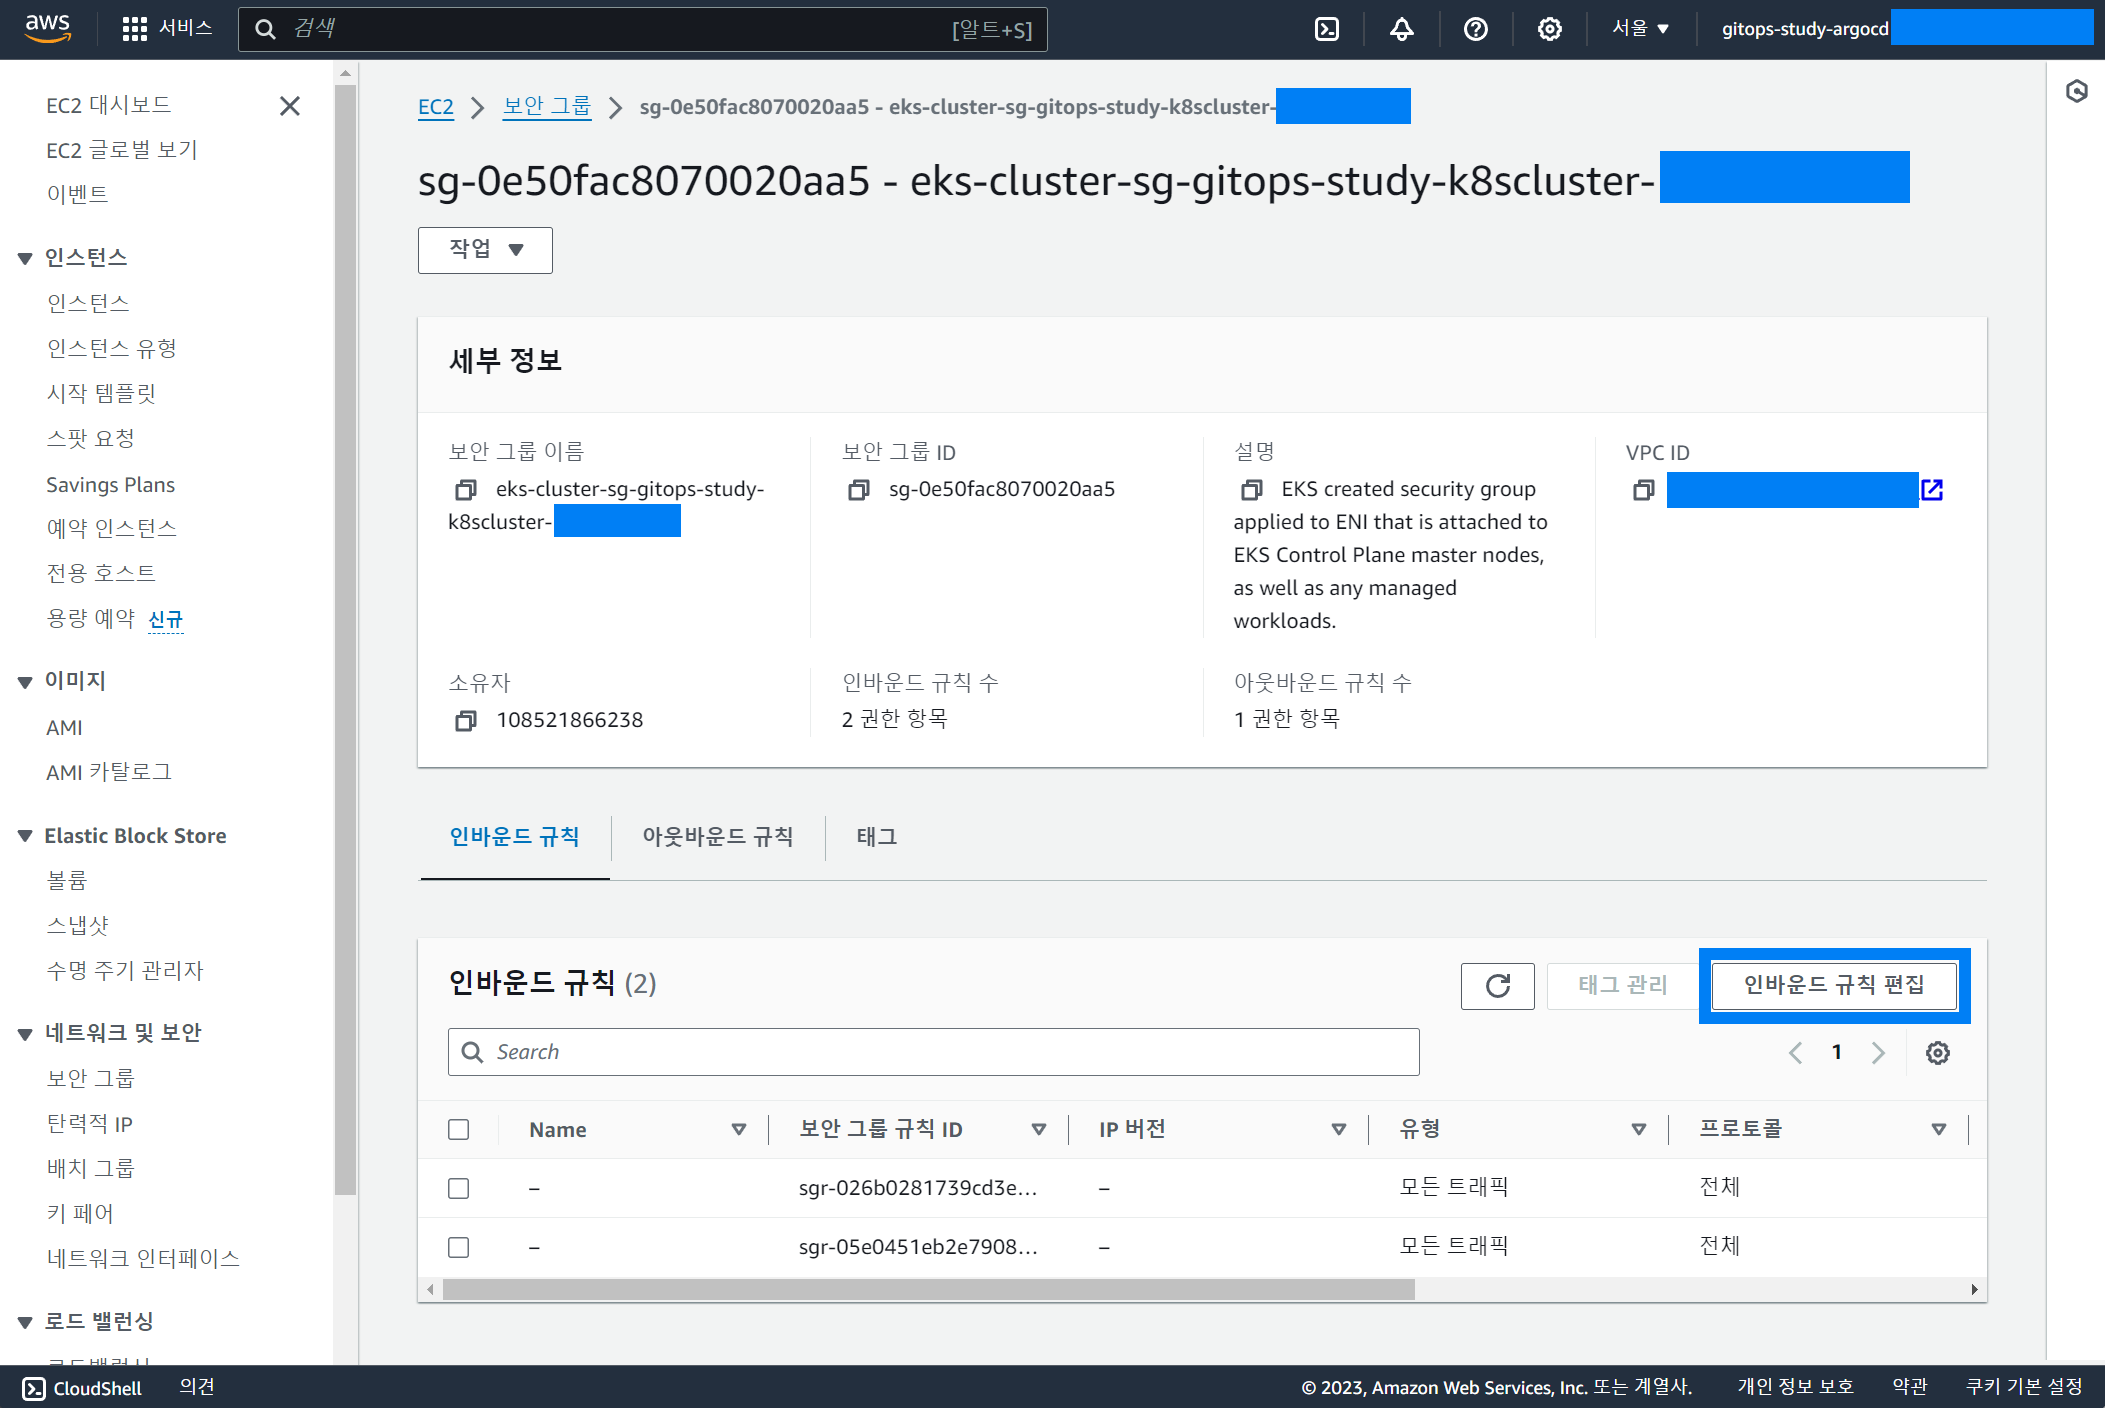 aws
서비스
검색
[알트+S]
서울
gitops-study-argocd
EC2 대시보드
EC2 글로벌 보기
이벤트
인스턴스
인스턴스
인스턴스 유형
시작 템플릿
스팟 요청
Savings Plans
예약 인스턴스
전용 호스트
용량 예약 신규
이미지
AMI
AMI 카탈로그
Elastic Block Store
볼륨
스냅샷
수명 주기 관리자
네트워크 및 보안
보안 그룹
탄력적 IP
배치 그룹
키 페어
네트워크 인터페이스
로드 밸런싱
로드밸런서
EC2 > 보안 그룹 > sg-0e50fac8070020aa5 - eks-cluster-sg-gitops-study-k8scluster-
sg-0e50fac8070020aa5 - eks-cluster-sg-gitops-study-k8scluster-
작업
세부 정보
보안 그룹 이름
eks-cluster-sg-gitops-study-
k8scluster-
보안 그룹 ID
sg-0e50fac8070020aa5
설명
EKS created security group
applied to ENI that is attached to
EKS Control Plane master nodes,
as well as any managed
workloads.
VPC ID
소유자
108521866238
인바운드 규칙 수
2 권한 항목
아웃바운드 규칙 수
1 권한 항목
인바운드 규칙
아웃바운드 규칙
태그
인바운드 규칙 (2)
태그 관리
인바운드 규칙 편집
Search
1
Name 보안 그룹 규칙 ID IP 버전 유형 프로토콜
– sgr-026b0281739cd3e... – 모든 트래픽 전체
– sgr-05e0451eb2e7908... – 모든 트래픽 전체
CloudShell
의견
© 2023, Amazon Web Services, Inc. 또는 계열사.
개인 정보 보호
약관
쿠키 기본 설정